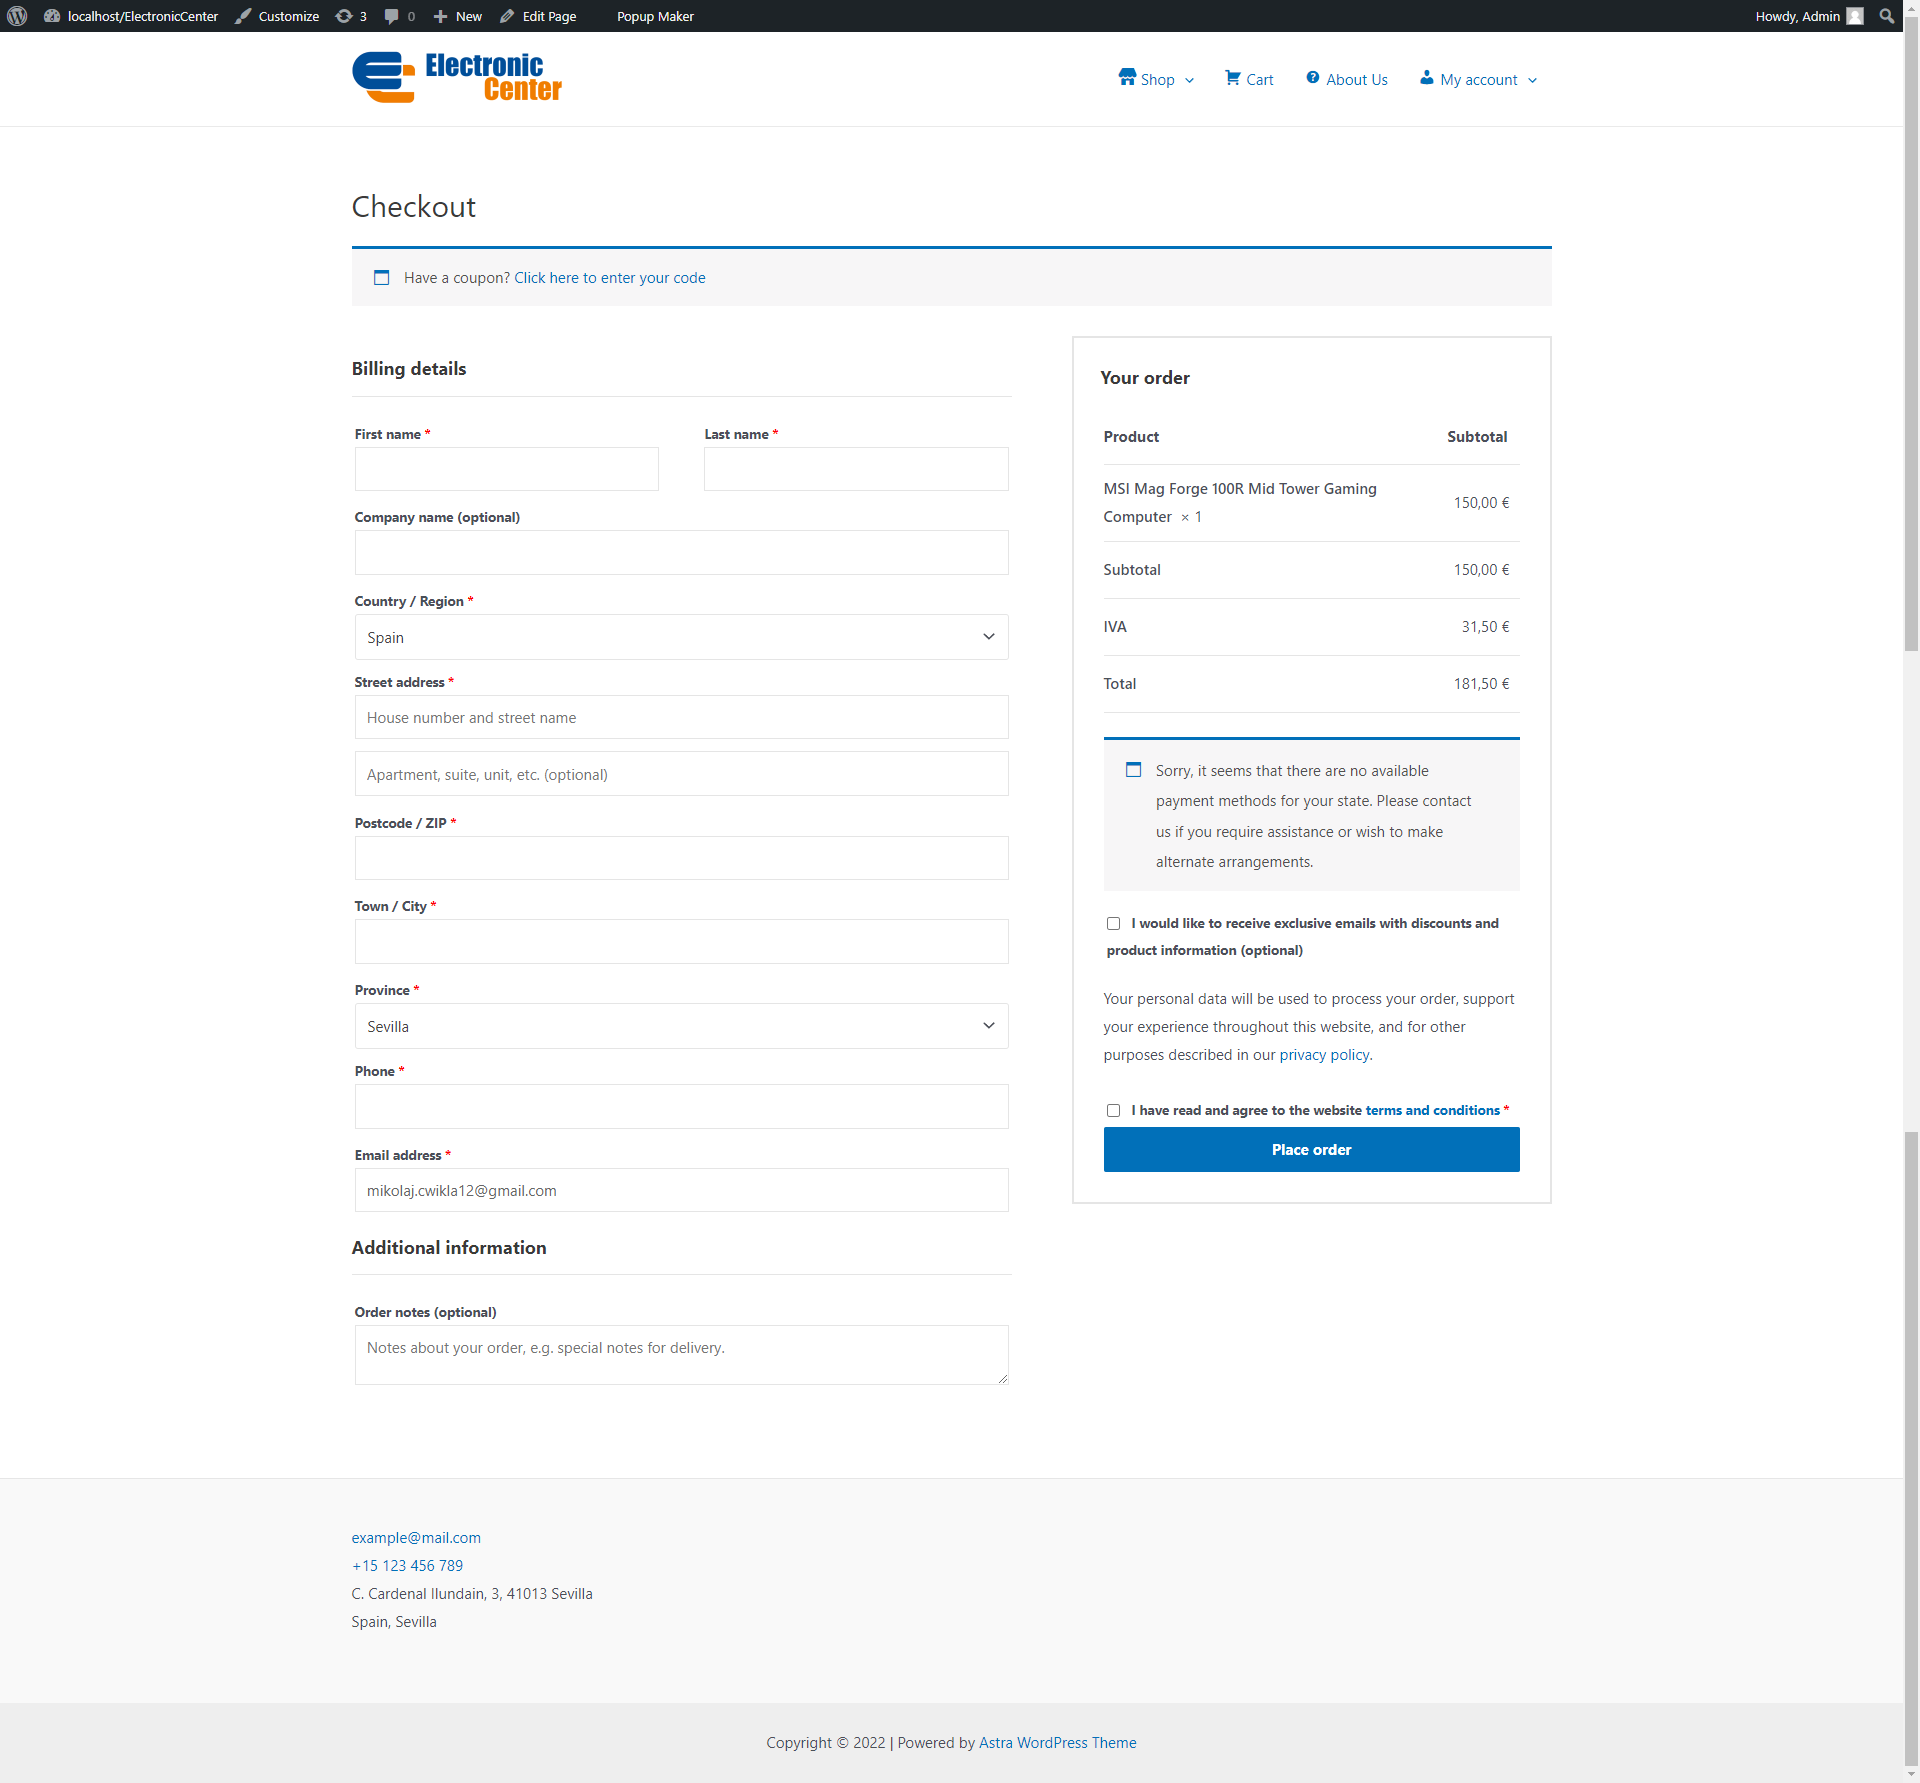 localhost/ElectronicCenter Customize 3 0 New Edit Page Popup Maker Howdy, Admin
Electronic
Center
Shop Cart About Us My account
Checkout
Have a coupon? Click here to enter your code
Billing details
First name * Last name *
Company name (optional)
Country / Region *
Spain
Street address *
House number and street name
Apartment, suite, unit, etc. (optional)
Postcode / ZIP *
Town / City *
Province *
Sevilla
Phone *
Email address *
mikolaj.cwikla12@gmail.com
Additional information
Order notes (optional)
Notes about your order, e.g. special notes for delivery.
Your order
Product Subtotal
MSI Mag Forge 100R Mid Tower Gaming
Computer × 1 150,00 €
Subtotal 150,00 €
IVA 31,50 €
Total 181,50 €
Sorry, it seems that there are no available
payment methods for your state. Please contact
us if you require assistance or wish to make
alternate arrangements.
I would like to receive exclusive emails with discounts and
product information (optional)
Your personal data will be used to process your order, support
your experience throughout this website, and for other
purposes described in our privacy policy.
I have read and agree to the website terms and conditions *
Place order
example@mail.com
+15 123 456 789
C. Cardenal Ilundain, 3, 41013 Sevilla
Spain, Sevilla
Copyright © 2022 | Powered by Astra WordPress Theme